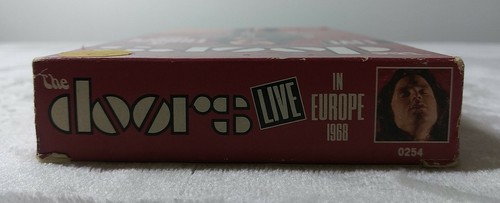 The
doors
LIVE
IN
EUROPE
1968
0254